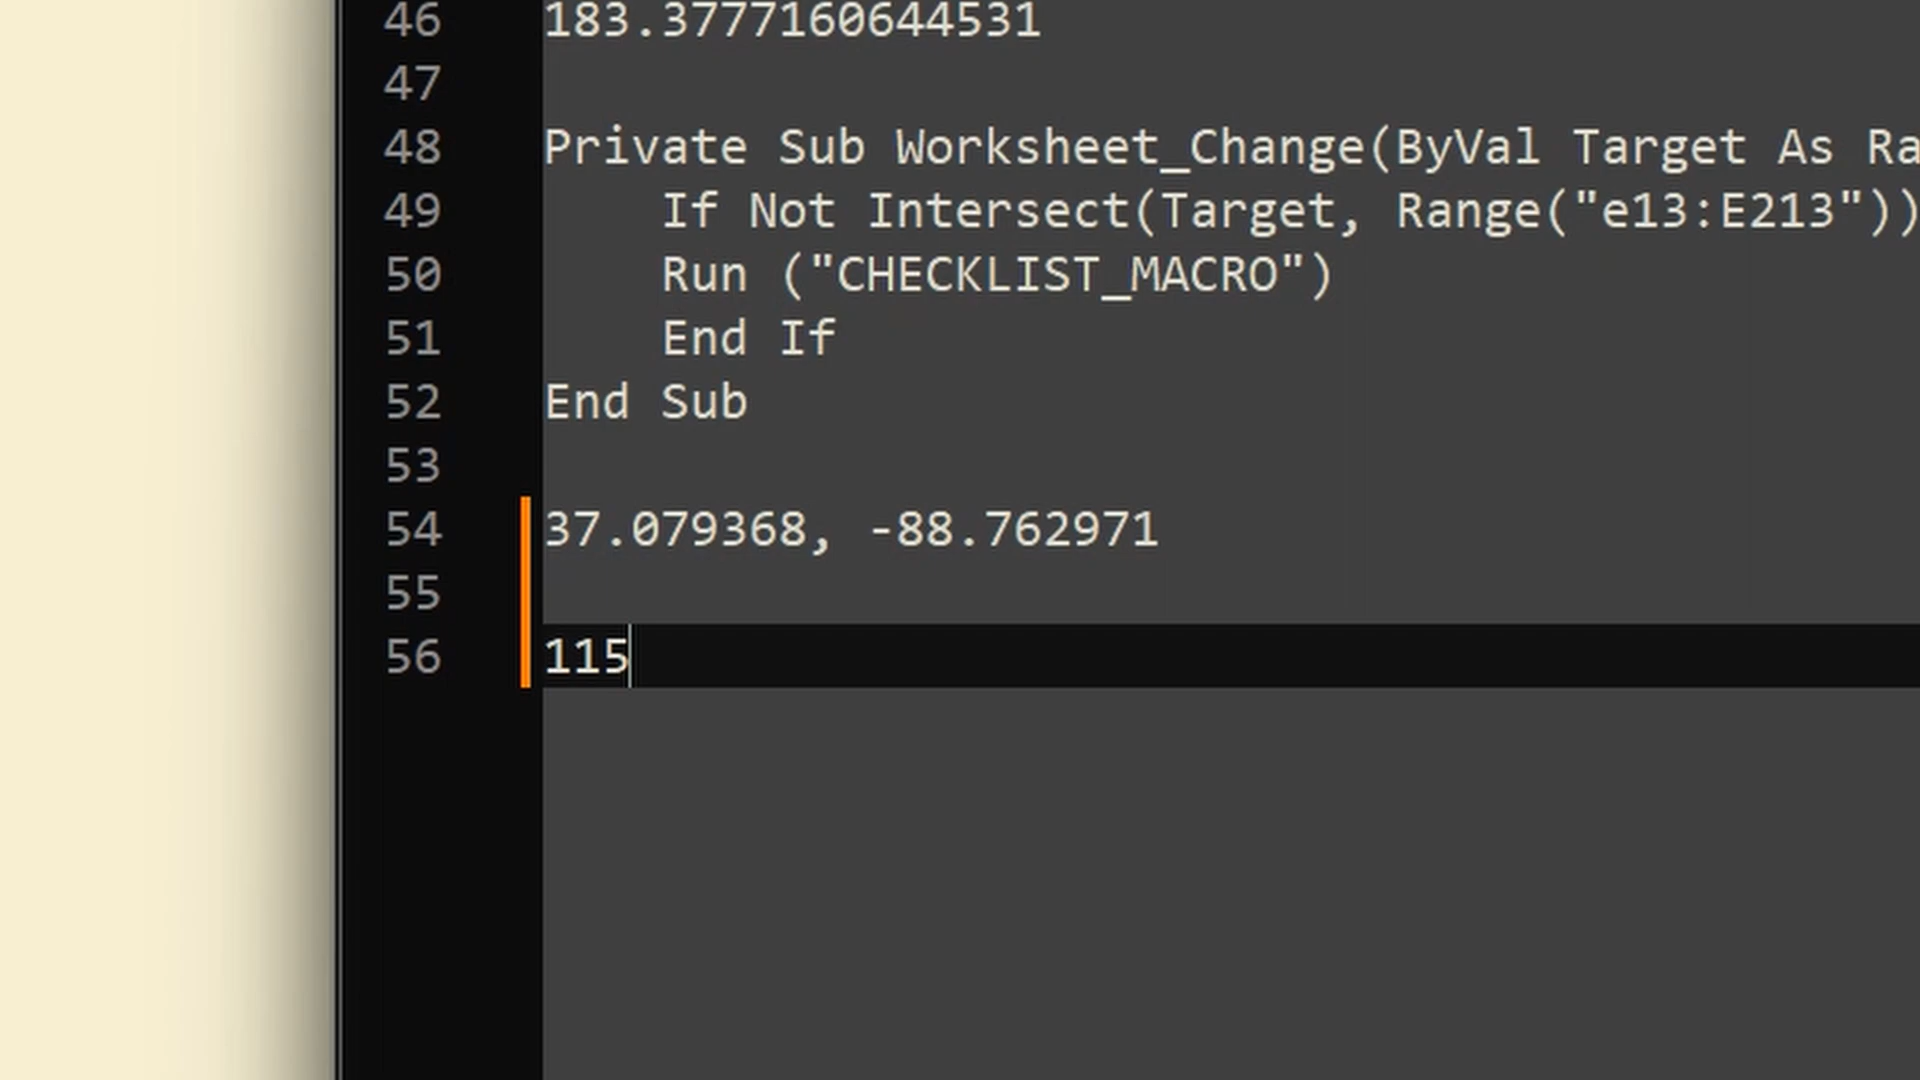 46 183.3777160644531
47
48 Private Sub Worksheet_Change(ByVal Target As Ra
49 If Not Intersect(Target, Range("e13:E213"))
50 Run ("CHECKLIST_MACRO")
51 End If
52 End Sub
53
54 37.079368, -88.762971
55
56 115